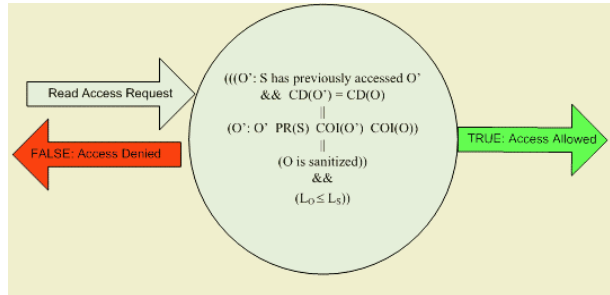 (((O’: S has previously accessed O’
&& CD(O’) = CD(O)
||
(O’: O’ PR(S) COI(O’) COI(O))
||
(O is sanitized))
&&
(L₀ ≤ Lₛ))
Read Access Request
FALSE: Access Denied
TRUE: Access Allowed